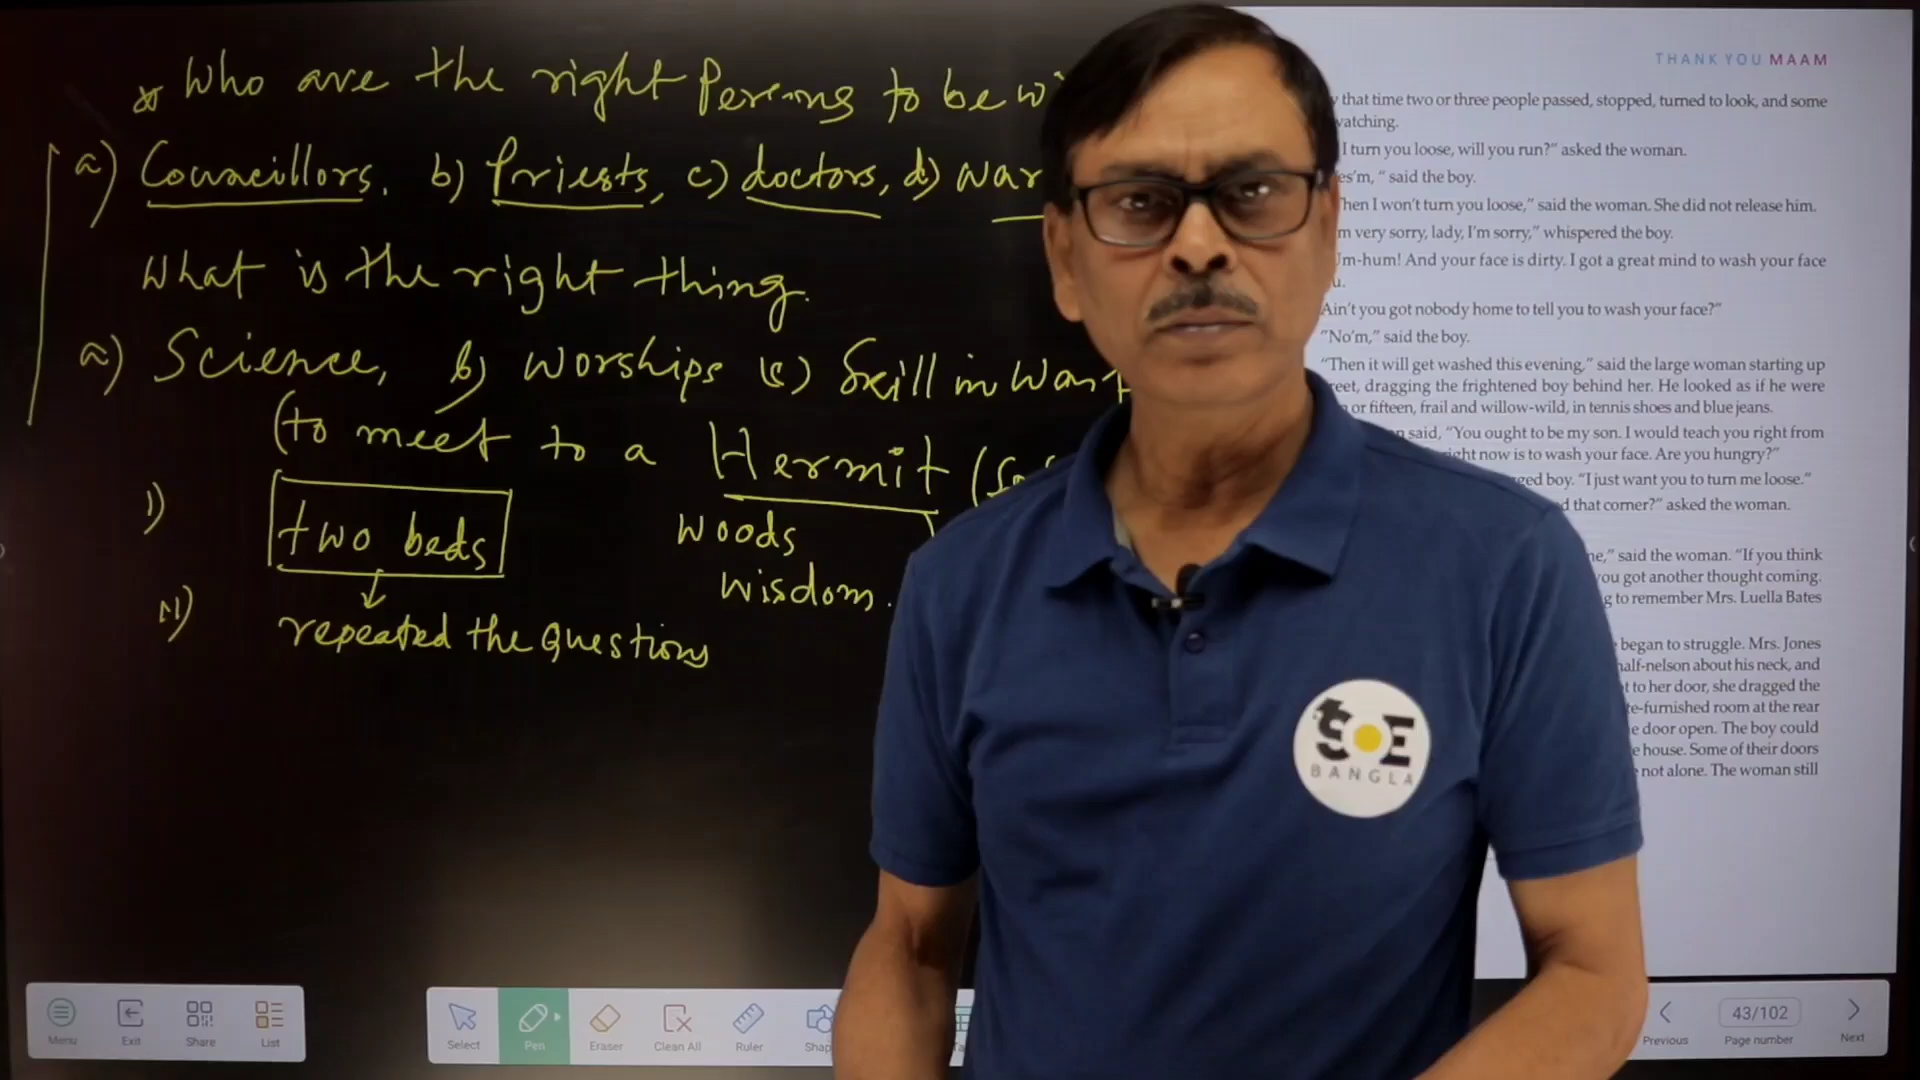 * Who are the right Persons to be wi
a) Councillors. b) Priests, c) doctors, d) war
What is the right thing.
a) Science, b) worships (c) Skill in war
(to meet to a Hermit (
1) two beds
woods
wisdom.
repeated the Questions
THANK YOU MAAM
that time two or three people passed, stopped, turned to look, and some
watching.
I turn you loose, will you run?" asked the woman.
es'm, " said the boy.
hen I won't turn you loose," said the woman. She did not release him.
m very sorry, lady, I'm sorry," whispered the boy.
Um-hum! And your face is dirty. I got a great mind to wash your face
u.
Ain't you got nobody home to tell you to wash your face?"
"No'm," said the boy.
"Then it will get washed this evening," said the large woman starting up
reet, dragging the frightened boy behind her. He looked as if he were
or fifteen, frail and willow-wild, in tennis shoes and blue jeans.
said, "You ought to be my son. I would teach you right from
ight now is to wash your face. Are you hungry?"
ged boy. "I just want you to turn me loose."
d that corner?" asked the woman.
me," said the woman. "If you think
you got another thought coming.
g to remember Mrs. Luella Bates
began to struggle. Mrs. Jones
half-nelson about his neck, and
t to her door, she dragged the
te-furnished room at the rear
e door open. The boy could
e house. Some of their doors
not alone. The woman still
SOE
BANGLA
Menu Exit Share List
Select Pen Eraser Clean All Ruler Shap Ta
Previous 43/102 Next
Page number